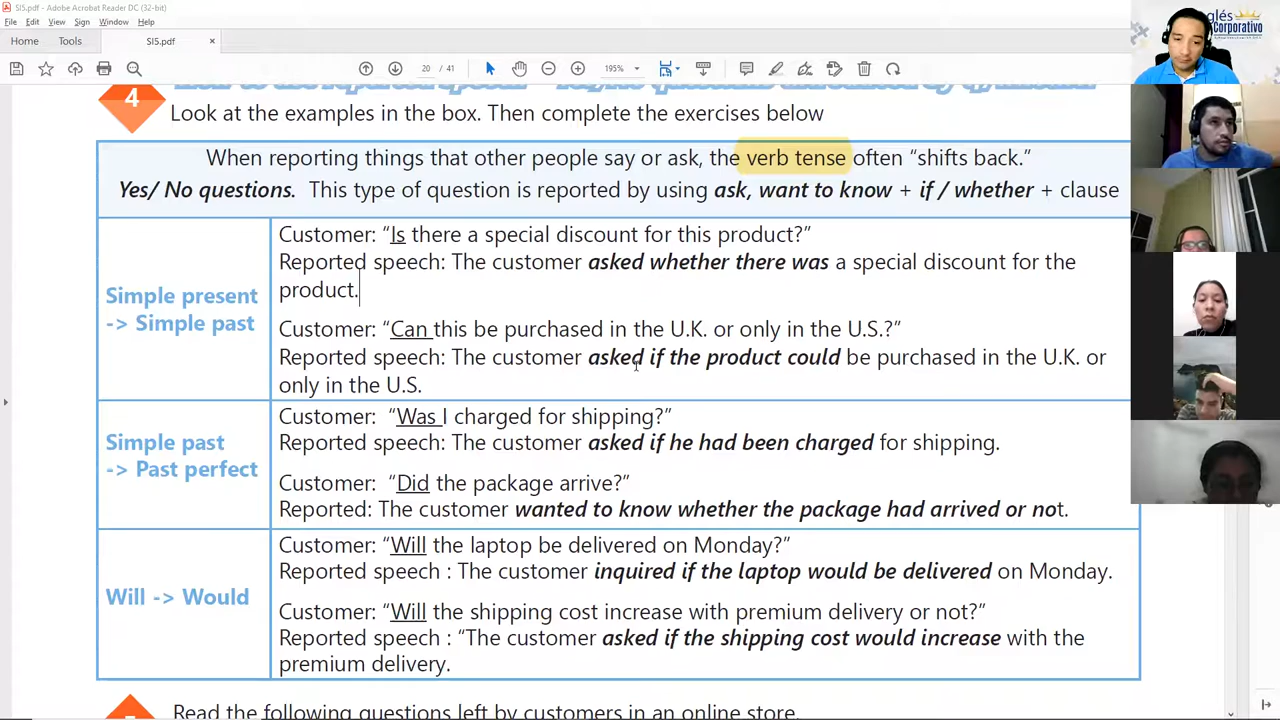 SI5.pdf - Adobe Acrobat Reader DC (32-bit)
File Edit View Sign Window Help
Home Tools SI5.pdf ×
20 / 41 195%
glés
Corporativo
4
Look at the examples in the box. Then complete the exercises below
When reporting things that other people say or ask, the verb tense often “shifts back.”
Yes/ No questions. This type of question is reported by using ask, want to know + if / whether + clause
Simple present
-> Simple past
Customer: “Is there a special discount for this product?”
Reported speech: The customer asked whether there was a special discount for the
product.
Customer: “Can this be purchased in the U.K. or only in the U.S.?”
Reported speech: The customer asked if the product could be purchased in the U.K. or
only in the U.S.
Simple past
-> Past perfect
Customer: “Was I charged for shipping?”
Reported speech: The customer asked if he had been charged for shipping.
Customer: “Did the package arrive?”
Reported: The customer wanted to know whether the package had arrived or not.
Will -> Would
Customer: “Will the laptop be delivered on Monday?”
Reported speech : The customer inquired if the laptop would be delivered on Monday.
Customer: “Will the shipping cost increase with premium delivery or not?”
Reported speech : “The customer asked if the shipping cost would increase with the
premium delivery.
Read the following questions left by customers in an online store.